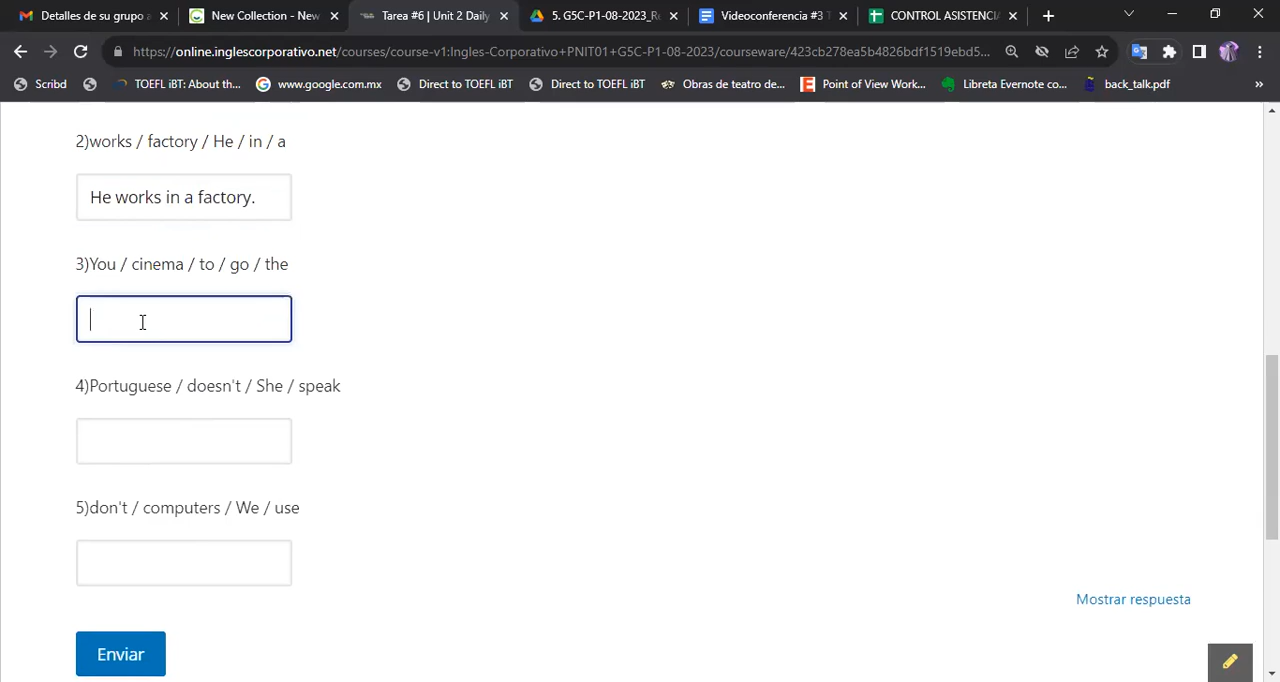 Detalles de su grupo a
New Collection - New
Tarea #6 | Unit 2 Daily
5. G5C-P1-08-2023_Re
Videoconferencia #3 T
CONTROL ASISTENCIA
https://online.inglescorporativo.net/courses/course-v1:Ingles-Corporativo+PNIT01+G5C-P1-08-2023/courseware/423cb278ea5b4826bdf1519ebd5...
Scribd
TOEFL iBT: About th...
www.google.com.mx
Direct to TOEFL iBT
Direct to TOEFL iBT
Obras de teatro de...
Point of View Work...
Libreta Evernote co...
back_talk.pdf
»
2)works / factory / He / in / a
He works in a factory.
3)You / cinema / to / go / the
4)Portuguese / doesn't / She / speak
5)don't / computers / We / use
Mostrar respuesta
Enviar